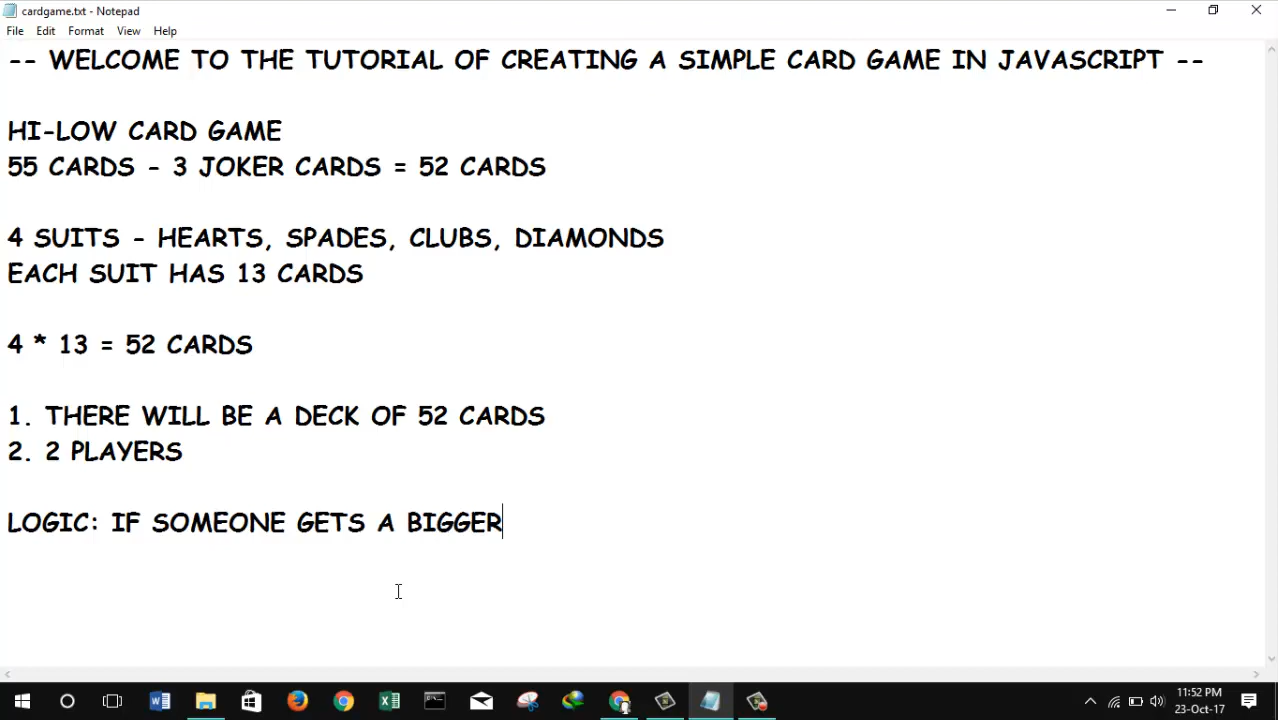 cardgame.txt - Notepad
File Edit Format View Help
-- WELCOME TO THE TUTORIAL OF CREATING A SIMPLE CARD GAME IN JAVASCRIPT --
HI-LOW CARD GAME
55 CARDS - 3 JOKER CARDS = 52 CARDS
4 SUITS - HEARTS, SPADES, CLUBS, DIAMONDS
EACH SUIT HAS 13 CARDS
4 * 13 = 52 CARDS
1. THERE WILL BE A DECK OF 52 CARDS
2. 2 PLAYERS
LOGIC: IF SOMEONE GETS A BIGGER
11:52 PM
23-Oct-17